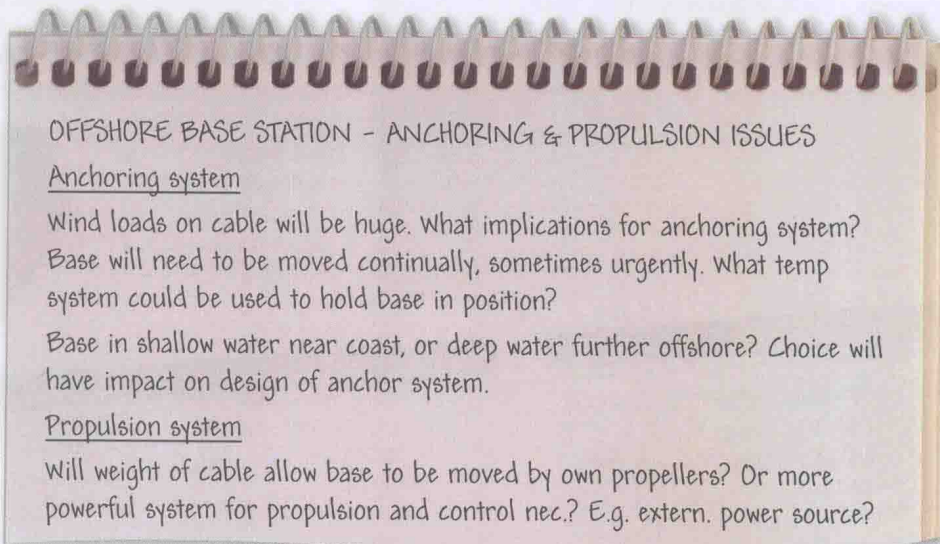 OFFSHORE BASE STATION - ANCHORING & PROPULSION ISSUES
Anchoring system
Wind loads on cable will be huge. What implications for anchoring system?
Base will need to be moved continually, sometimes urgently. What temp
system could be used to hold base in position?
Base in shallow water near coast, or deep water further offshore? Choice will
have impact on design of anchor system.
Propulsion system
Will weight of cable allow base to be moved by own propellers? Or more
powerful system for propulsion and control nec.? E.g. extern. power source?